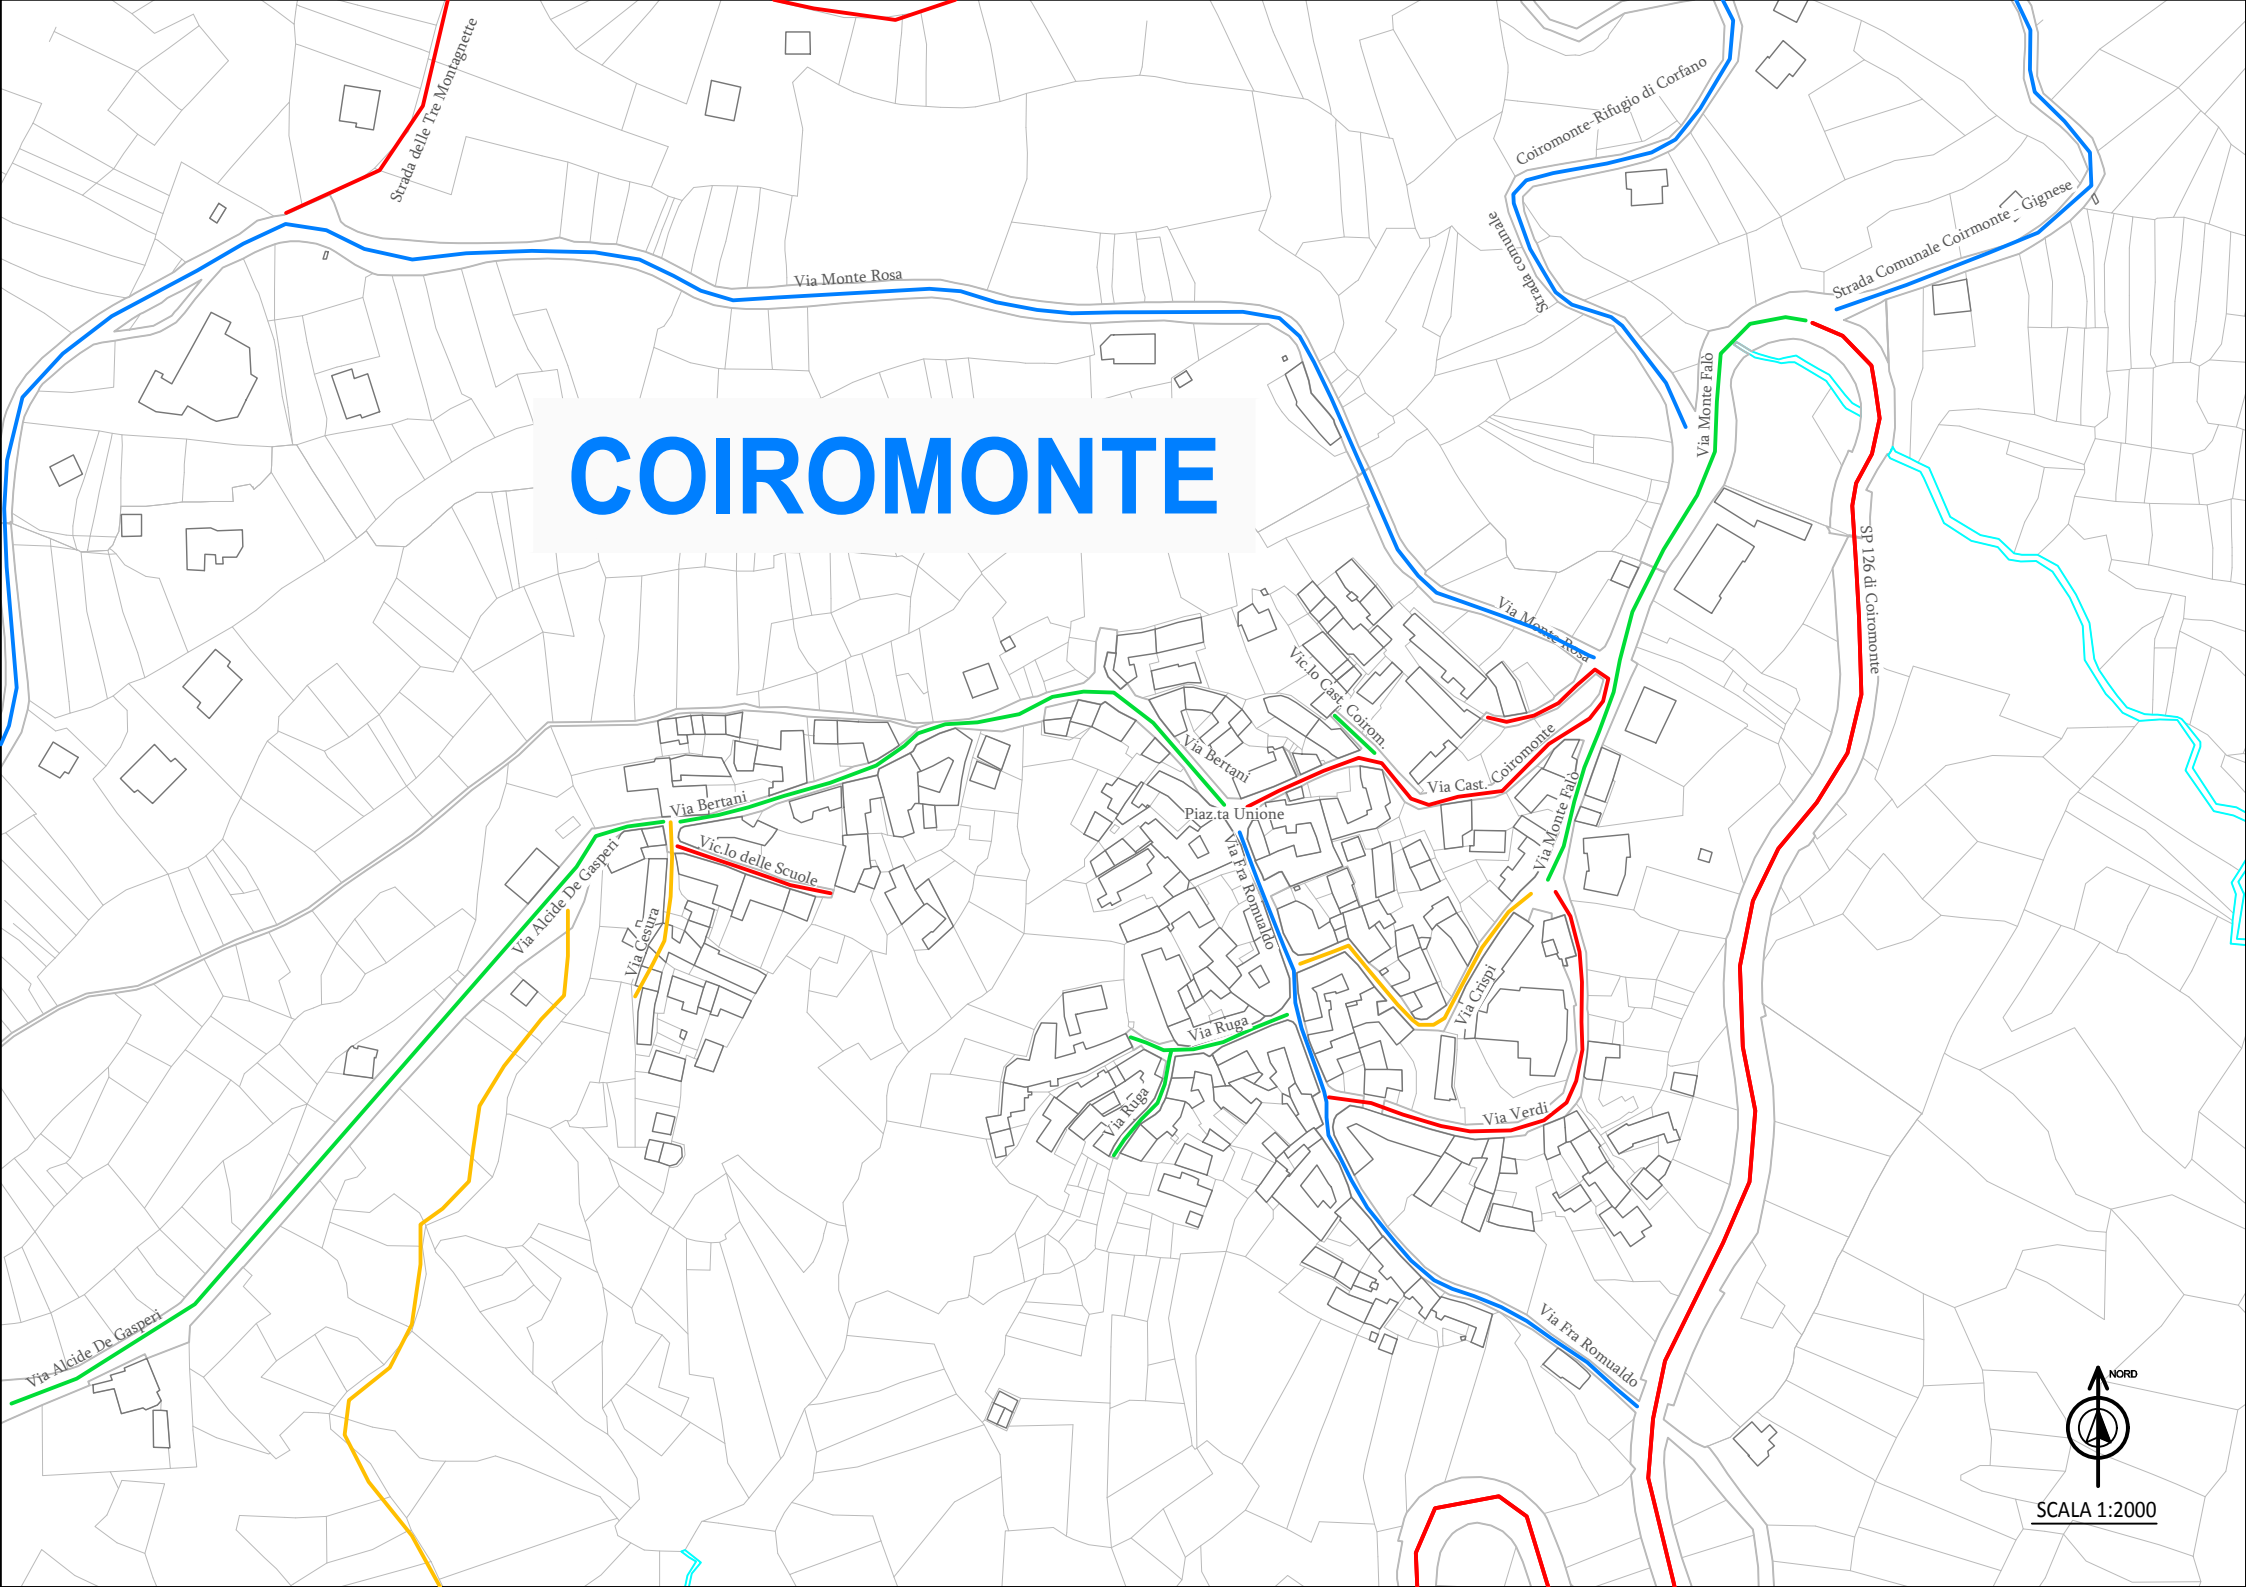 Strada delle Tre Montagnette
Coiromonte-Rifugio di Corfano
Strada comunale
Strada Comunale Coirmonte - Gignese
Via Monte Rosa
Via Monte Falò
COIROMONTE
SP 126 di Coiromonte
Via Monte Rosa
Vic.lo Cast. Coirom.
Via Bertani
Via Cast. Coiromonte
Via Bertani
Piaz.ta Unione
Via Monte Falò
Vic.lo delle Scuole
Via Alcide De Gasperi
Via Fra Romualdo
Via Cesura
Via Crispi
Via Ruga
Via Ruga
Via Verdi
Via Alcide De Gasperi
Via Fra Romualdo
NORD
SCALA 1:2000